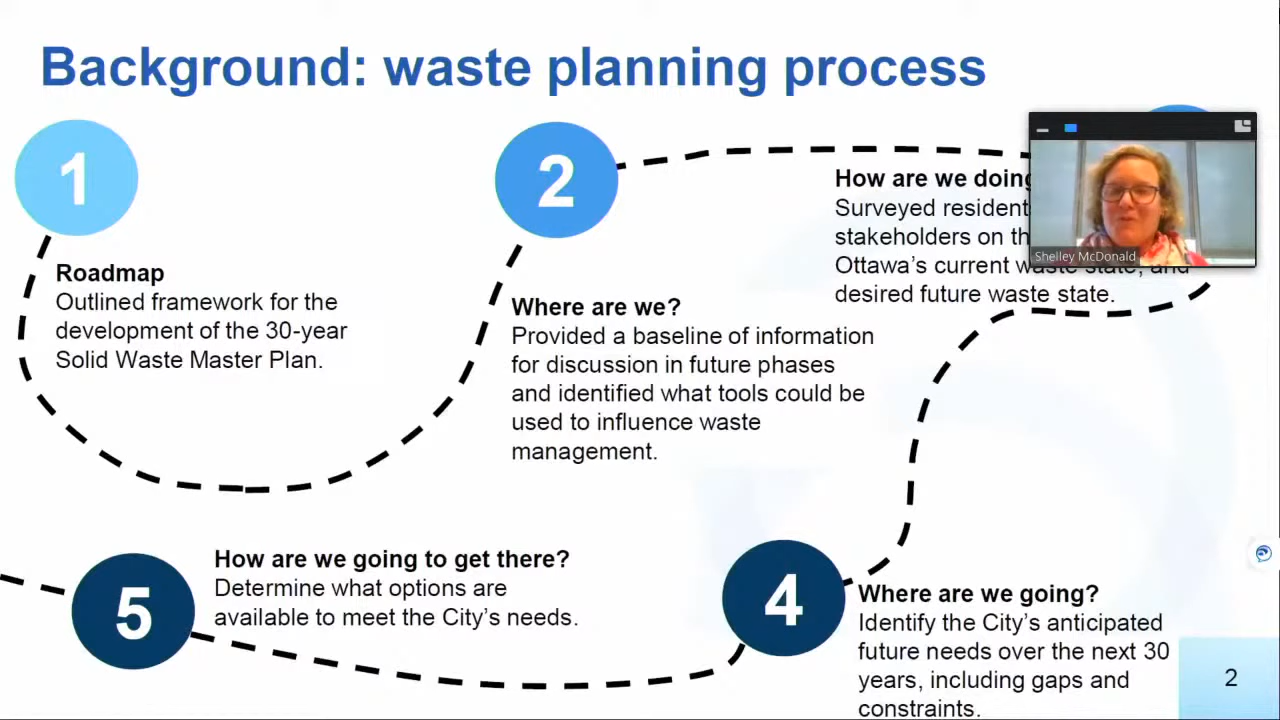 Background: waste planning process
1
Roadmap
Outlined framework for the
development of the 30-year
Solid Waste Master Plan.
2
Where are we?
Provided a baseline of information
for discussion in future phases
and identified what tools could be
used to influence waste
management.
How are we doing
Surveyed resident
stakeholders on th
Ottawa's current waste state, and
desired future waste state.
Shelley McDonald
4
Where are we going?
Identify the City's anticipated
future needs over the next 30
years, including gaps and
constraints.
5
How are we going to get there?
Determine what options are
available to meet the City's needs.
2